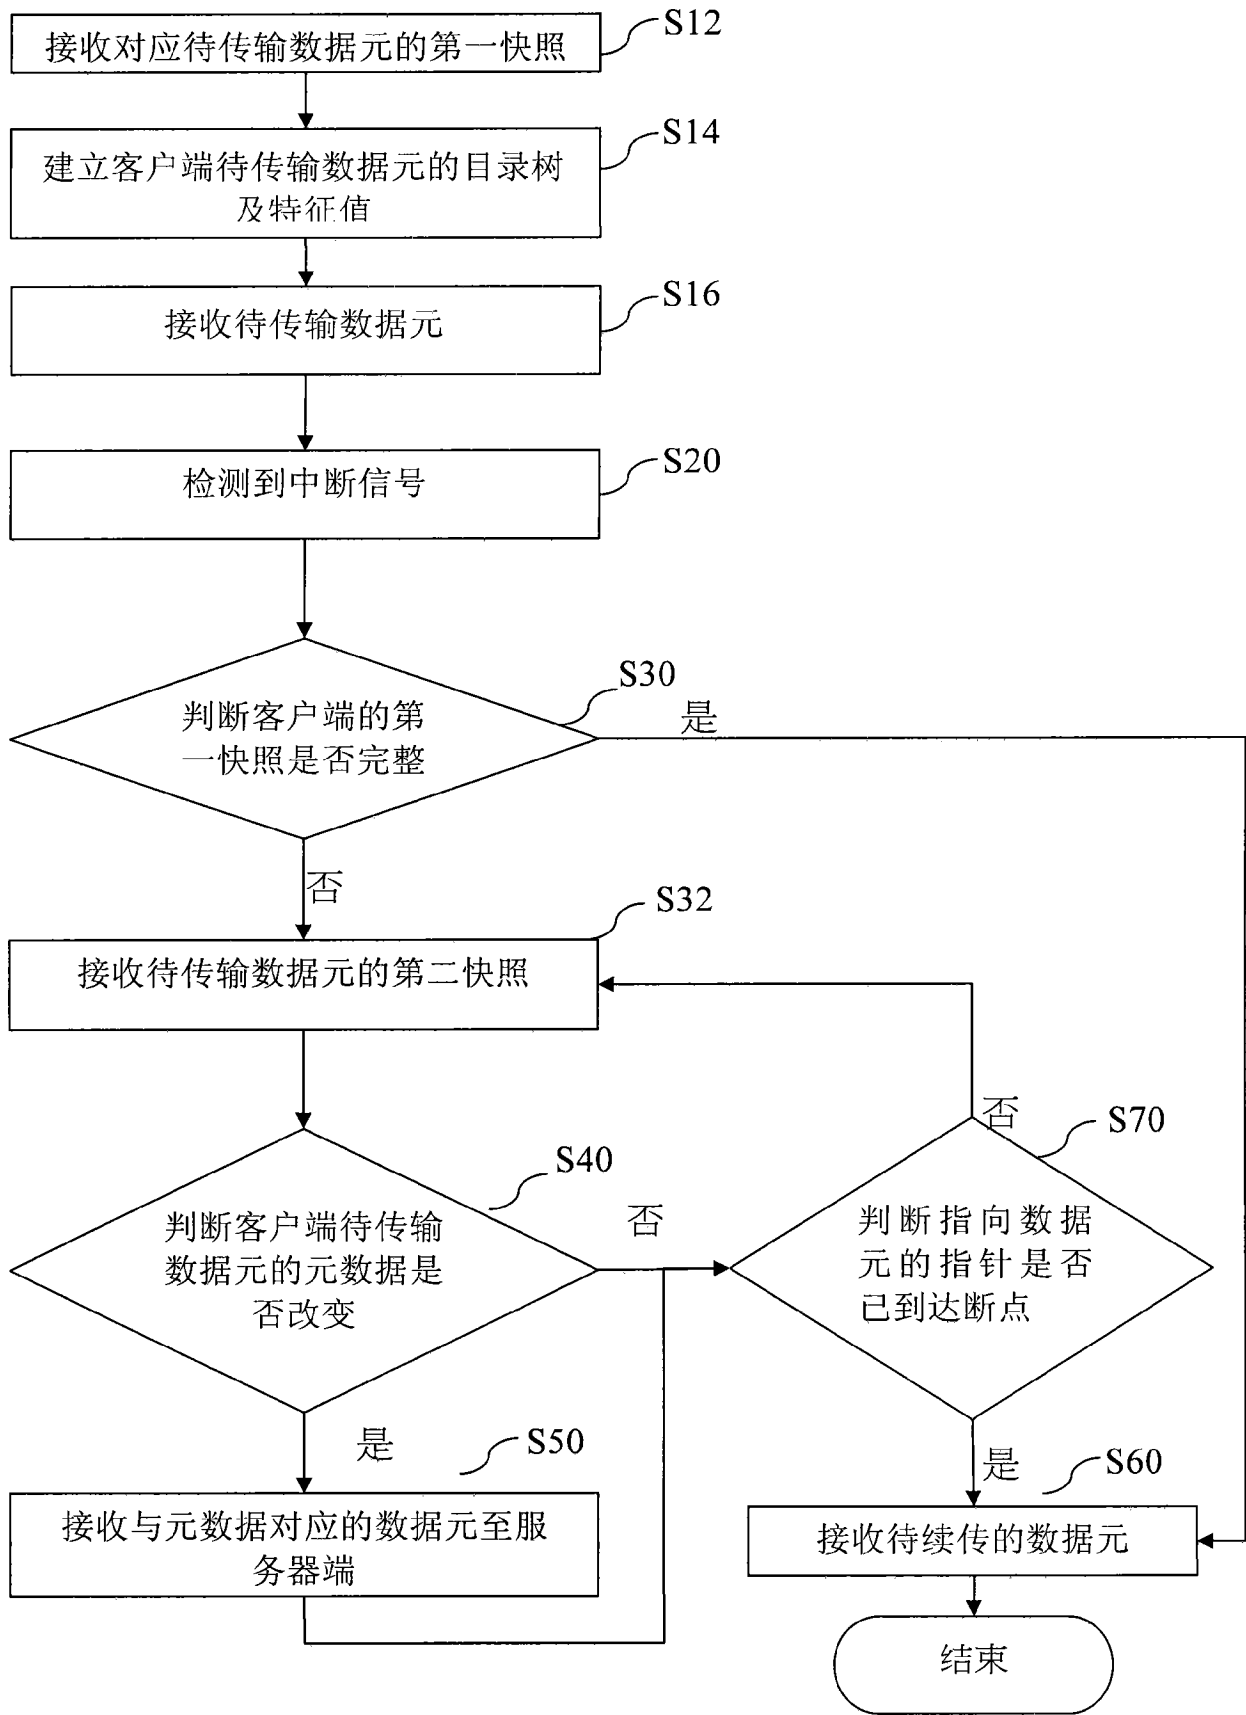 接收对应待传输数据元的第一快照
S12
建立客户端待传输数据元的目录树
及特征值
S14
接收待传输数据元
S16
检测到中断信号
S20
判断客户端的第
一快照是否完整
S30
是
否
接收待传输数据元的第二快照
S32
判断客户端待传输
数据元的元数据是
否改变
S40
否
是
接收与元数据对应的数据元至服
务器端
S50
判断指向数据
元的指针是否
已到达断点
S70
否
是
接收待续传的数据元
S60
结束